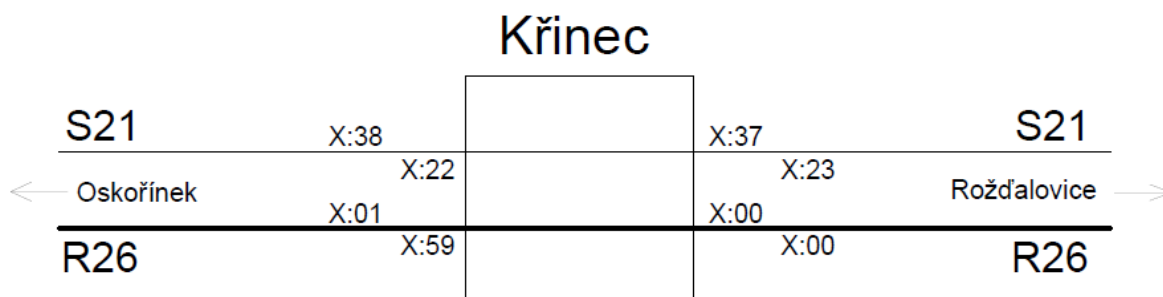 Křinec
S21 X:38 X:37 S21
X:22 X:23
Oskořínek Rožďalovice
X:01 X:00
R26 X:59 X:00 R26